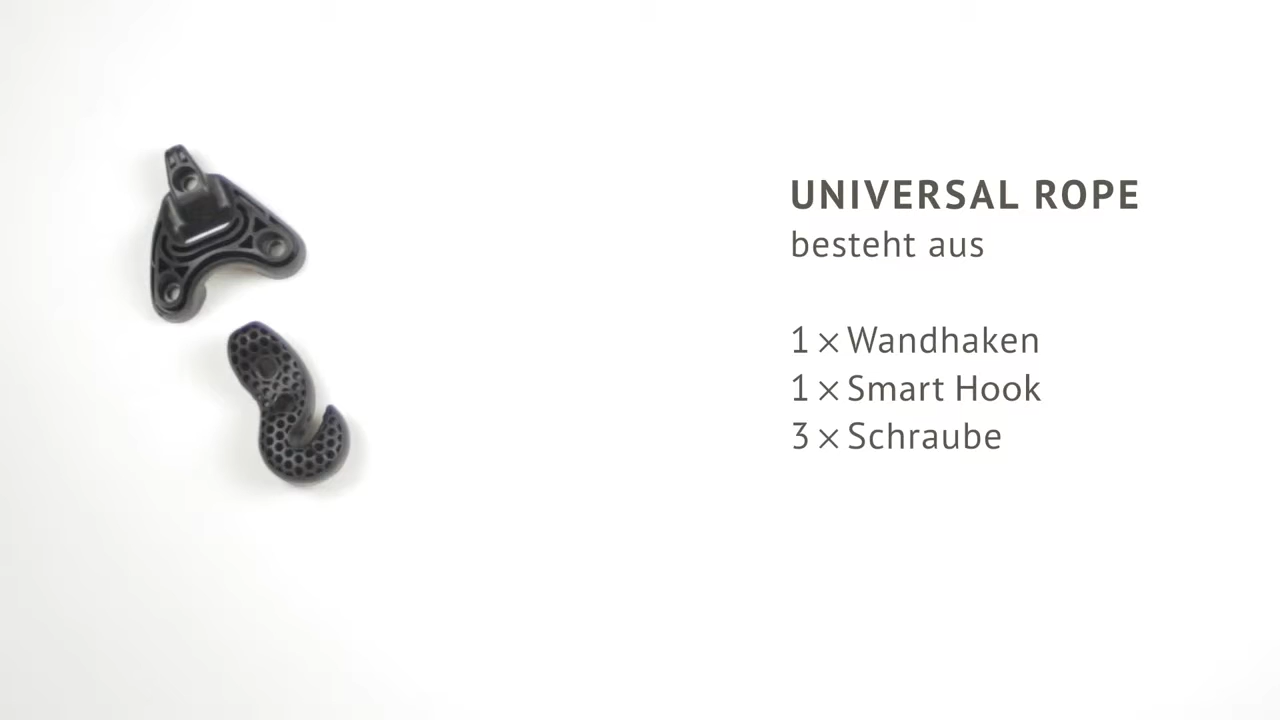 UNIVERSAL ROPE
besteht aus
1 × Wandhaken
1 × Smart Hook
3 × Schraube